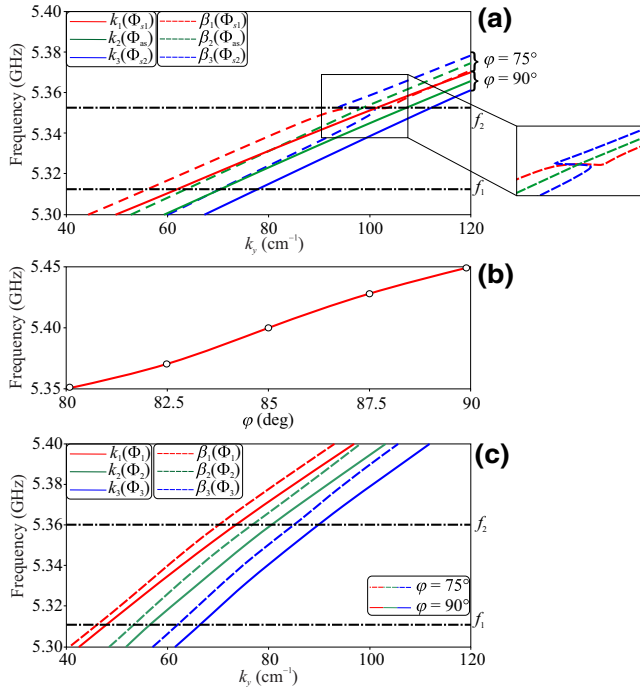 (a)
k₁(Φₛ₁) β₁(Φₛ₁)
k₂(Φₐₛ) β₂(Φₐₛ)
k₃(Φₛ₂) β₃(Φₛ₂)
5.40
5.38
5.36
5.34
5.32
5.30
Frequency (GHz)
φ = 75°
φ = 90°
f₂
f₁
40 60 80 100 120
k_y (cm⁻¹)
(b)
5.45
5.40
5.35
Frequency (GHz)
80 82.5 85 87.5 90
φ (deg)
(c)
k₁(Φ₁) β₁(Φ₁)
k₂(Φ₂) β₂(Φ₂)
k₃(Φ₃) β₃(Φ₃)
5.40
5.38
5.36
5.34
5.32
5.30
Frequency (GHz)
f₂
φ = 75°
φ = 90°
f₁
40 60 80 100 120
k_y (cm⁻¹)